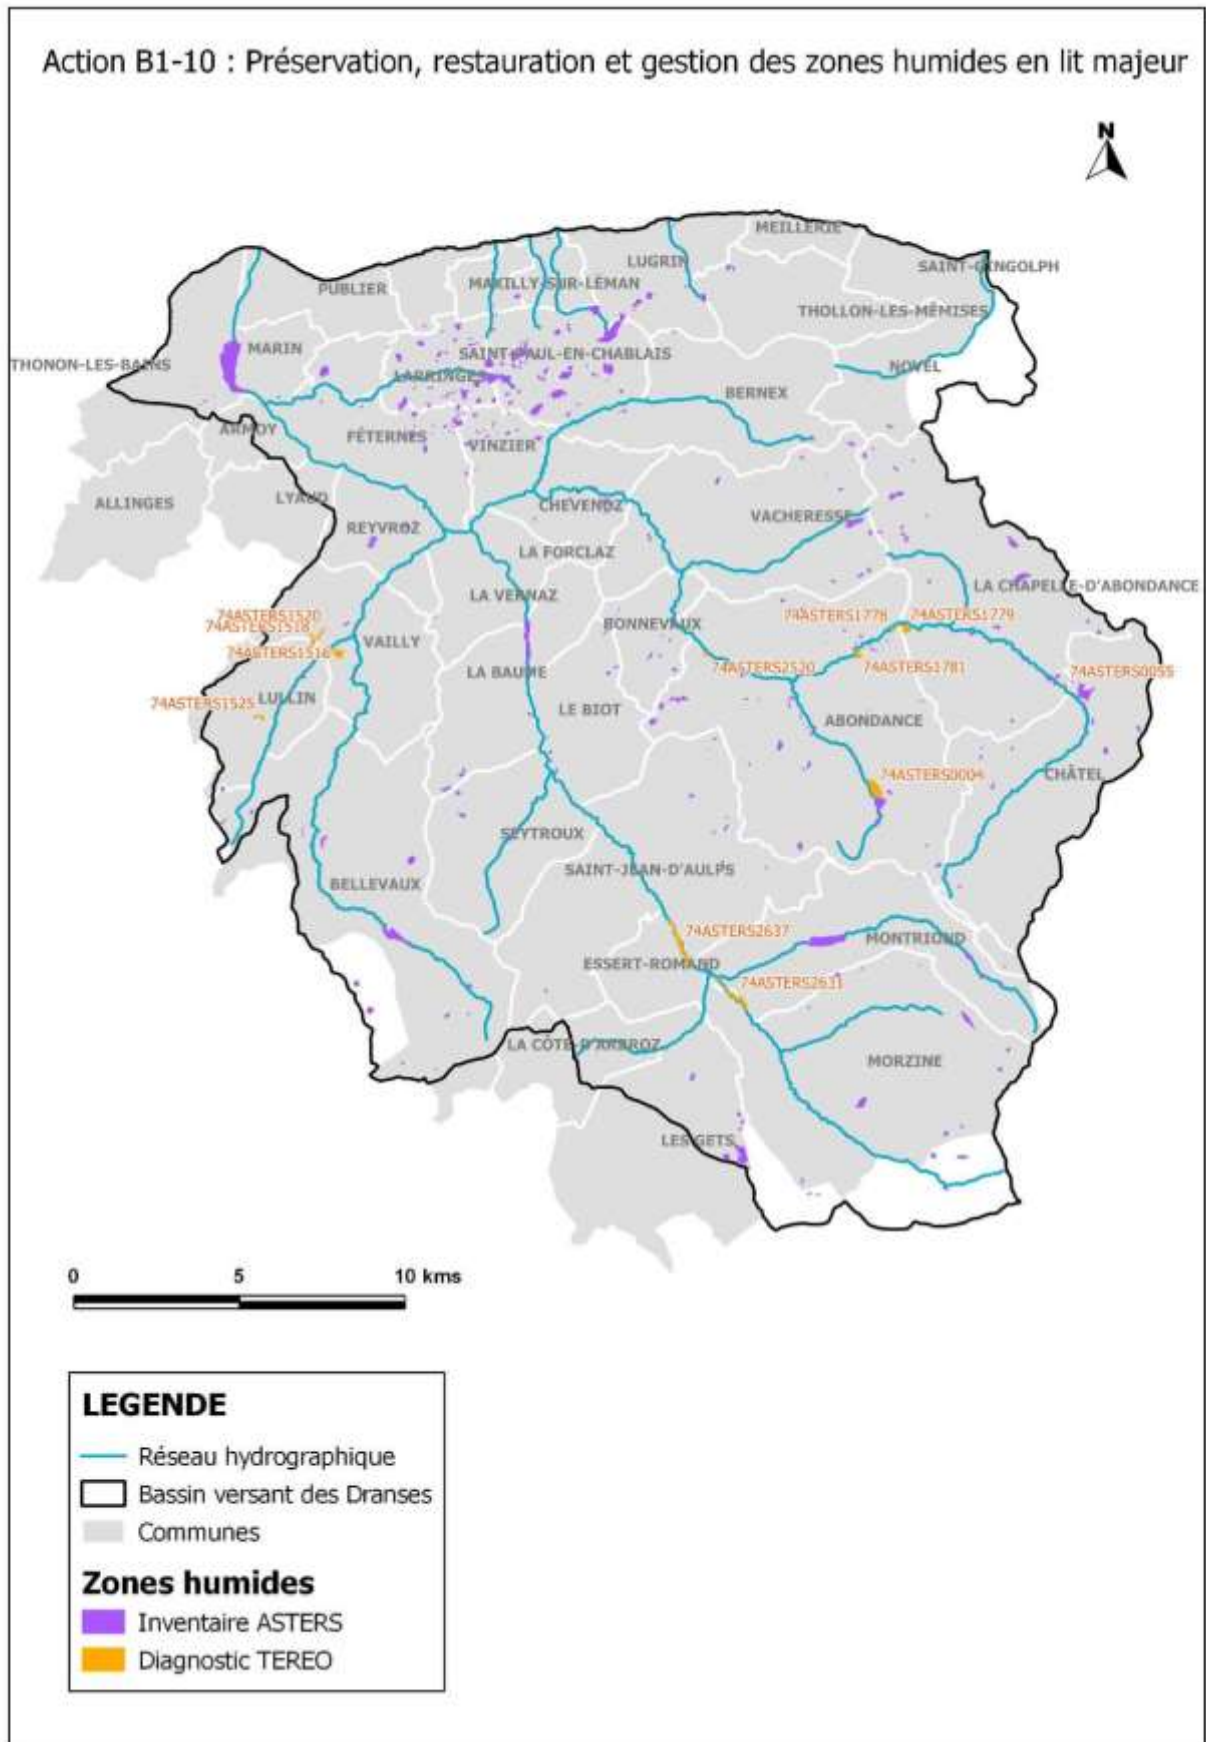 Action B1-10 : Préservation, restauration et gestion des zones humides en lit majeur
N
MEILLERIE
LUGRIN
SAINT-GINGOLPH
PUBLIER
MAXILLY-SUR-LÉMAN
THOLLON-LES-MÉMISES
MARIN
SAINT-PAUL-EN-CHABLAIS
THONON-LES-BAINS
NOVEL
LARRINGES
BERNEX
ARMOY
FÉTERNES
VINZIER
ALLINGES
LYAUD
CHEVENOZ
REYVROZ
VACHERESSE
LA FORCLAZ
LA CHAPELLE-D'ABONDANCE
LA VERNAZ
74ASTERS1520
74ASTERS1778
74ASTERS1779
74ASTERS1518
BONNEVAUX
VAILLY
74ASTERS1516
74ASTERS2520
74ASTERS1781
74ASTERS0055
LA BAUME
LULLIN
74ASTERS1525
LE BIOT
ABONDANCE
74ASTERS0004
CHÂTEL
SEYTROUX
SAINT-JEAN-D'AULPS
BELLEVAUX
74ASTERS2637
MONTRIOND
ESSERT-ROMAND
74ASTERS2631
LA CÔTE-D'ARBROZ
MORZINE
LES GETS
0 5 10 kms
LEGENDE
Réseau hydrographique
Bassin versant des Dranses
Communes
Zones humides
Inventaire ASTERS
Diagnostic TEREO